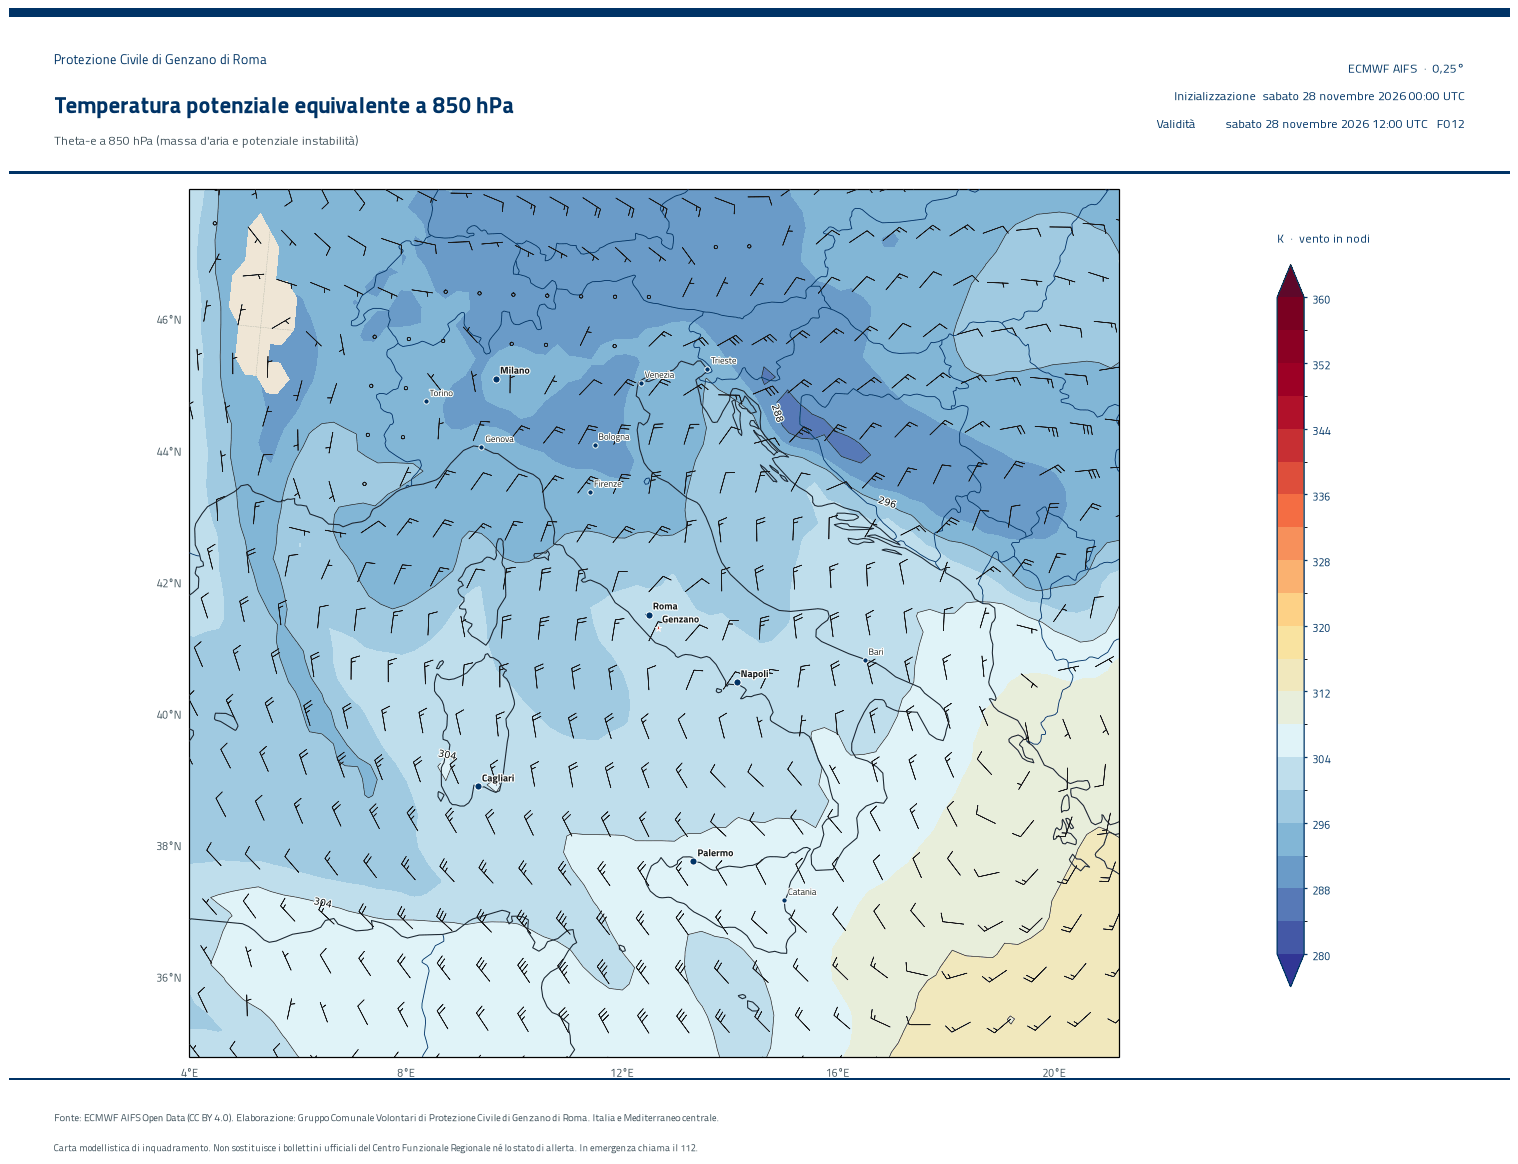 Protezione Civile di Genzano di Roma
Temperatura potenziale equivalente a 850 hPa
Theta-e a 850 hPa (massa d'aria e potenziale instabilità)
ECMWF AIFS · 0,25°
Inizializzazione sabato 28 novembre 2026 00:00 UTC
Validità sabato 28 novembre 2026 12:00 UTC F012
K · vento in nodi
360
352
344
336
328
320
312
304
296
288
280
46°N
44°N
42°N
40°N
38°N
36°N
4°E
8°E
12°E
16°E
20°E
Trieste
Milano
Venezia
Torino
288
Genova
Bologna
Firenze
296
Roma
Genzano
Bari
Napoli
304
Cagliari
Palermo
Catania
304
Fonte: ECMWF AIFS Open Data (CC BY 4.0). Elaborazione: Gruppo Comunale Volontari di Protezione Civile di Genzano di Roma. Italia e Mediterraneo centrale.
Carta modellistica di inquadramento. Non sostituisce i bollettini ufficiali del Centro Funzionale Regionale né lo stato di allerta. In emergenza chiama il 112.